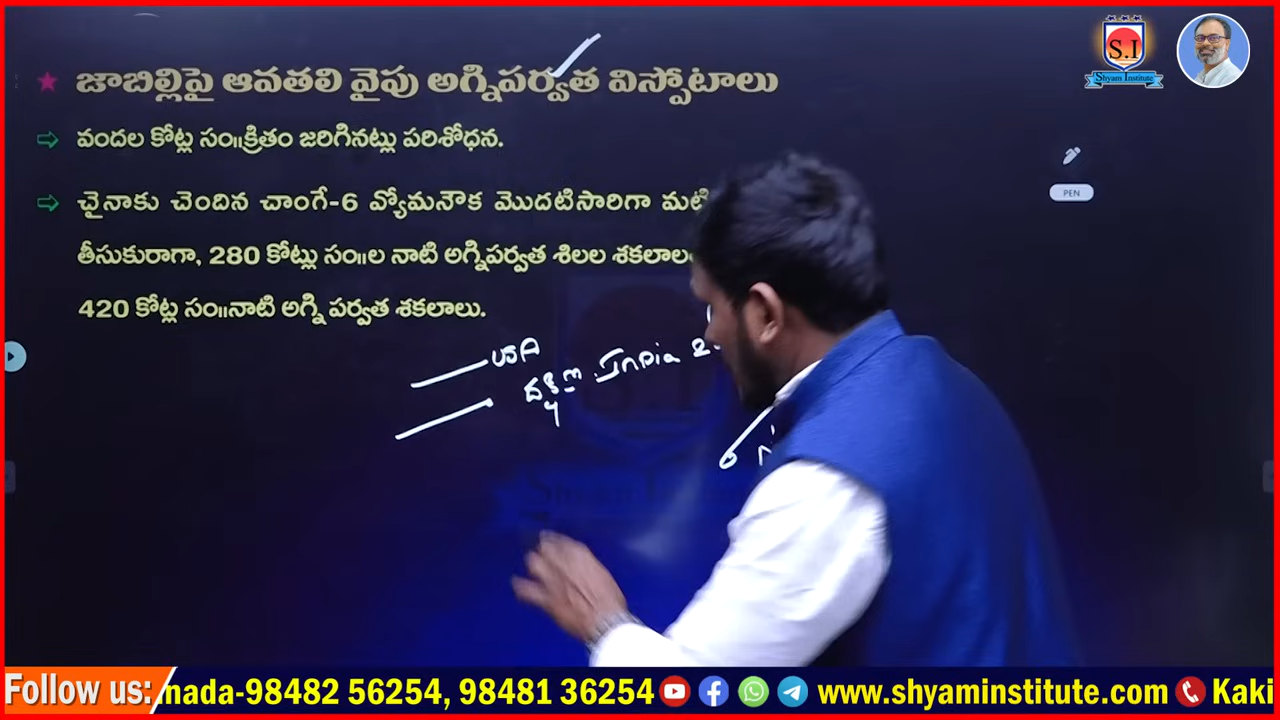 S.I
Shyam Institute
★ జాబిల్లిపై ఆవతలి వైపు అగ్నిపర్వత విస్పోటాలు
⇨ వందల కోట్ల సం॥క్రితం జరిగినట్లు పరిశోధన.
PEN
⇨ చైనాకు చెందిన చాంగే-6 వ్యోమనౌక మొదటిసారిగా మట్టి
తీసుకురాగా, 280 కోట్లు సం॥ల నాటి అగ్నిపర్వత శిలల శకలాల
420 కోట్ల సం॥నాటి అగ్ని పర్వత శకలాలు.
USA
India
Follow us: nada-98482 56254, 98481 36254 www.shyaminstitute.com Kaki